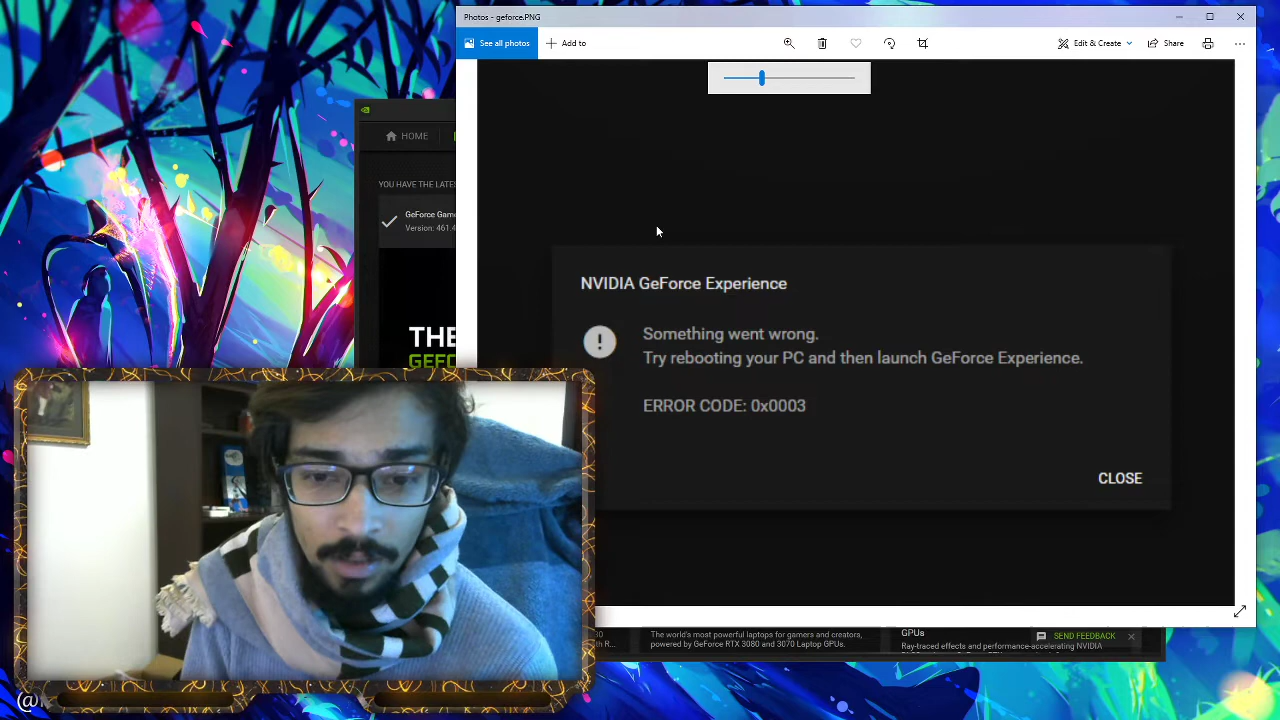 Photos - geforce.PNG
See all photos
Add to
Edit & Create
Share
HOME
YOU HAVE THE LATE
GeForce Game
Version: 461.4
THE
NVIDIA GeForce Experience
Something went wrong.
Try rebooting your PC and then launch GeForce Experience.
ERROR CODE: 0x0003
CLOSE
The world's most powerful laptops for gamers and creators,
powered by GeForce RTX 3080 and 3070 Laptop GPUs.
GPUs
Ray-traced effects and performance-accelerating NVIDIA
SEND FEEDBACK
@